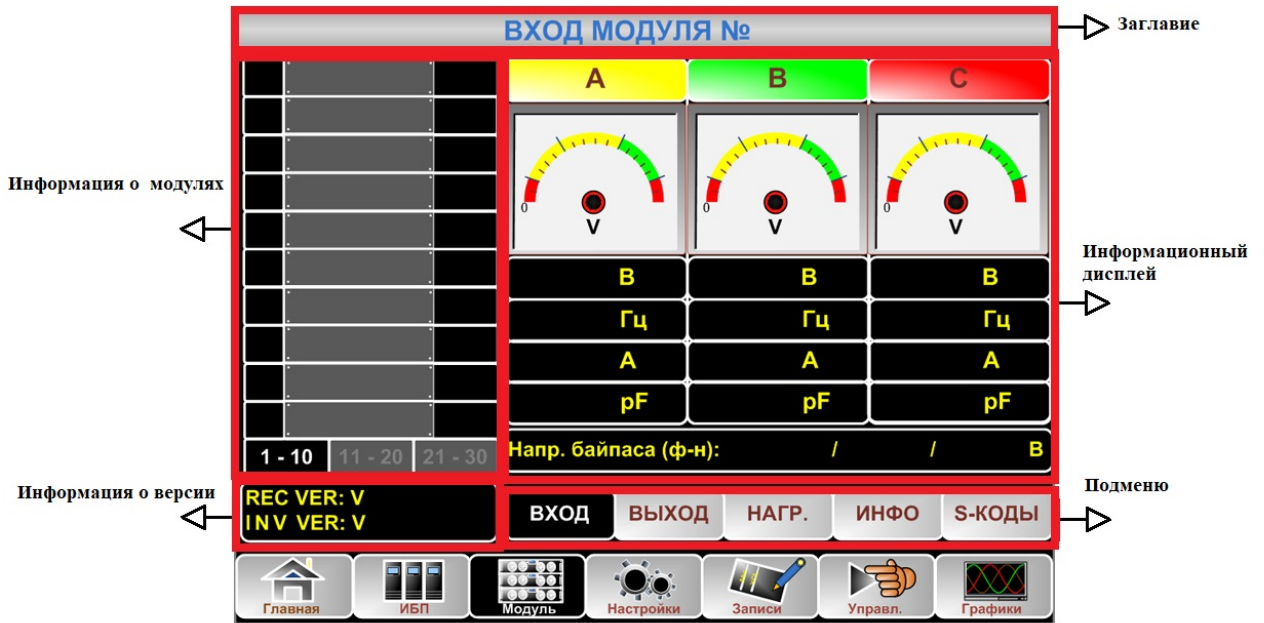 ВХОД МОДУЛЯ №
Заглавие
A B C
0 0 0
V V V
Информация о модулях
Информационный
дисплей
В В В
Гц Гц Гц
А А А
pF pF pF
1 - 10 11 - 20 21 - 30
Напр. байпаса (ф-н): / / В
Информация о версии
REC VER: V
INV VER: V
ВХОД ВЫХОД НАГР. ИНФО S-КОДЫ
Подменю
Главная ИБП Модуль Настройки Записи Управл. Графики